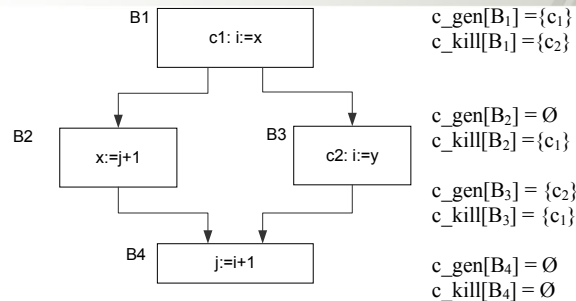 B1
c1: i:=x
c_gen[B₁] ={c₁}
c_kill[B₁] ={c₂}
B2
x:=j+1
B3
c2: i:=y
c_gen[B₂] = Ø
c_kill[B₂] ={c₁}
c_gen[B₃] = {c₂}
c_kill[B₃] = {c₁}
B4
j:=i+1
c_gen[B₄] = Ø
c_kill[B₄] = Ø